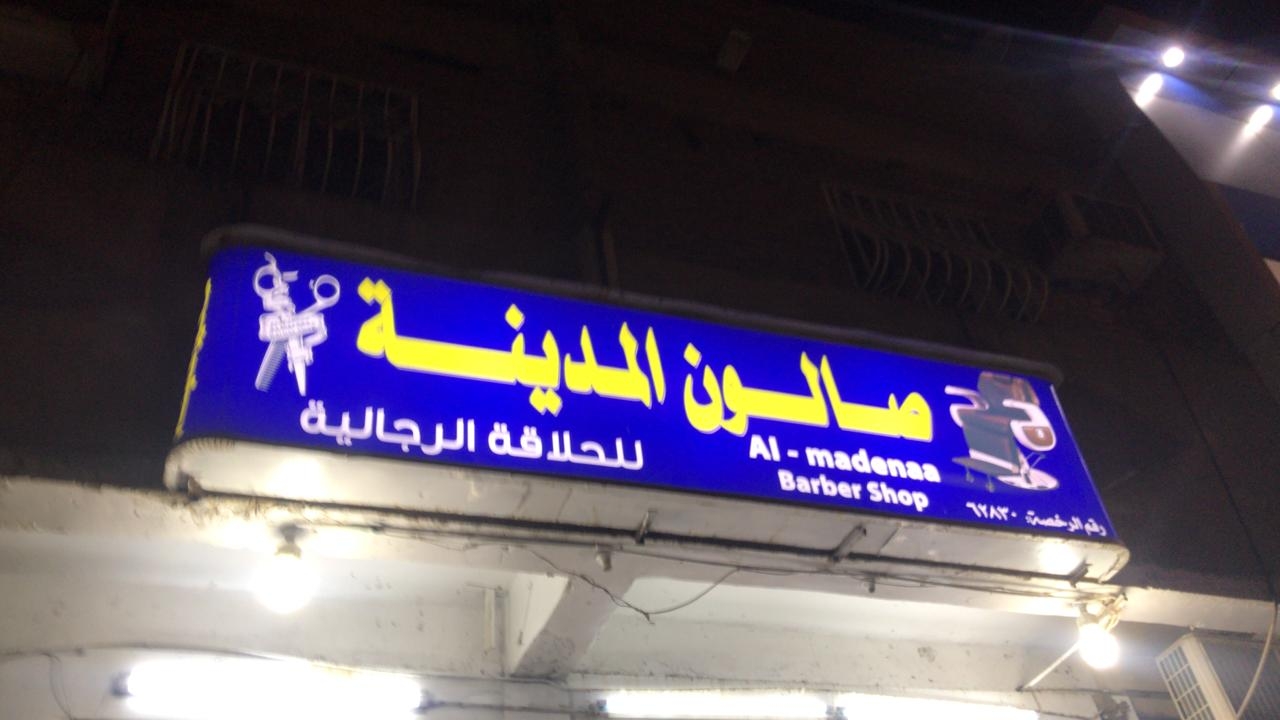 صالون المدينة
للحلاقة الرجالية
Al - madenaa
Barber Shop
رقم الرخصة: ٦٢٨٣٠